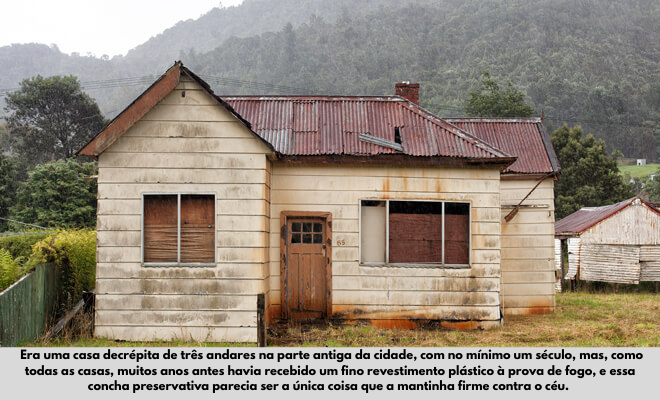 65
Era uma casa decrépita de três andares na parte antiga da cidade, com no mínimo um século, mas, como
todas as casas, muitos anos antes havia recebido um fino revestimento plástico à prova de fogo, e essa
concha preservativa parecia ser a única coisa que a mantinha firme contra o céu.